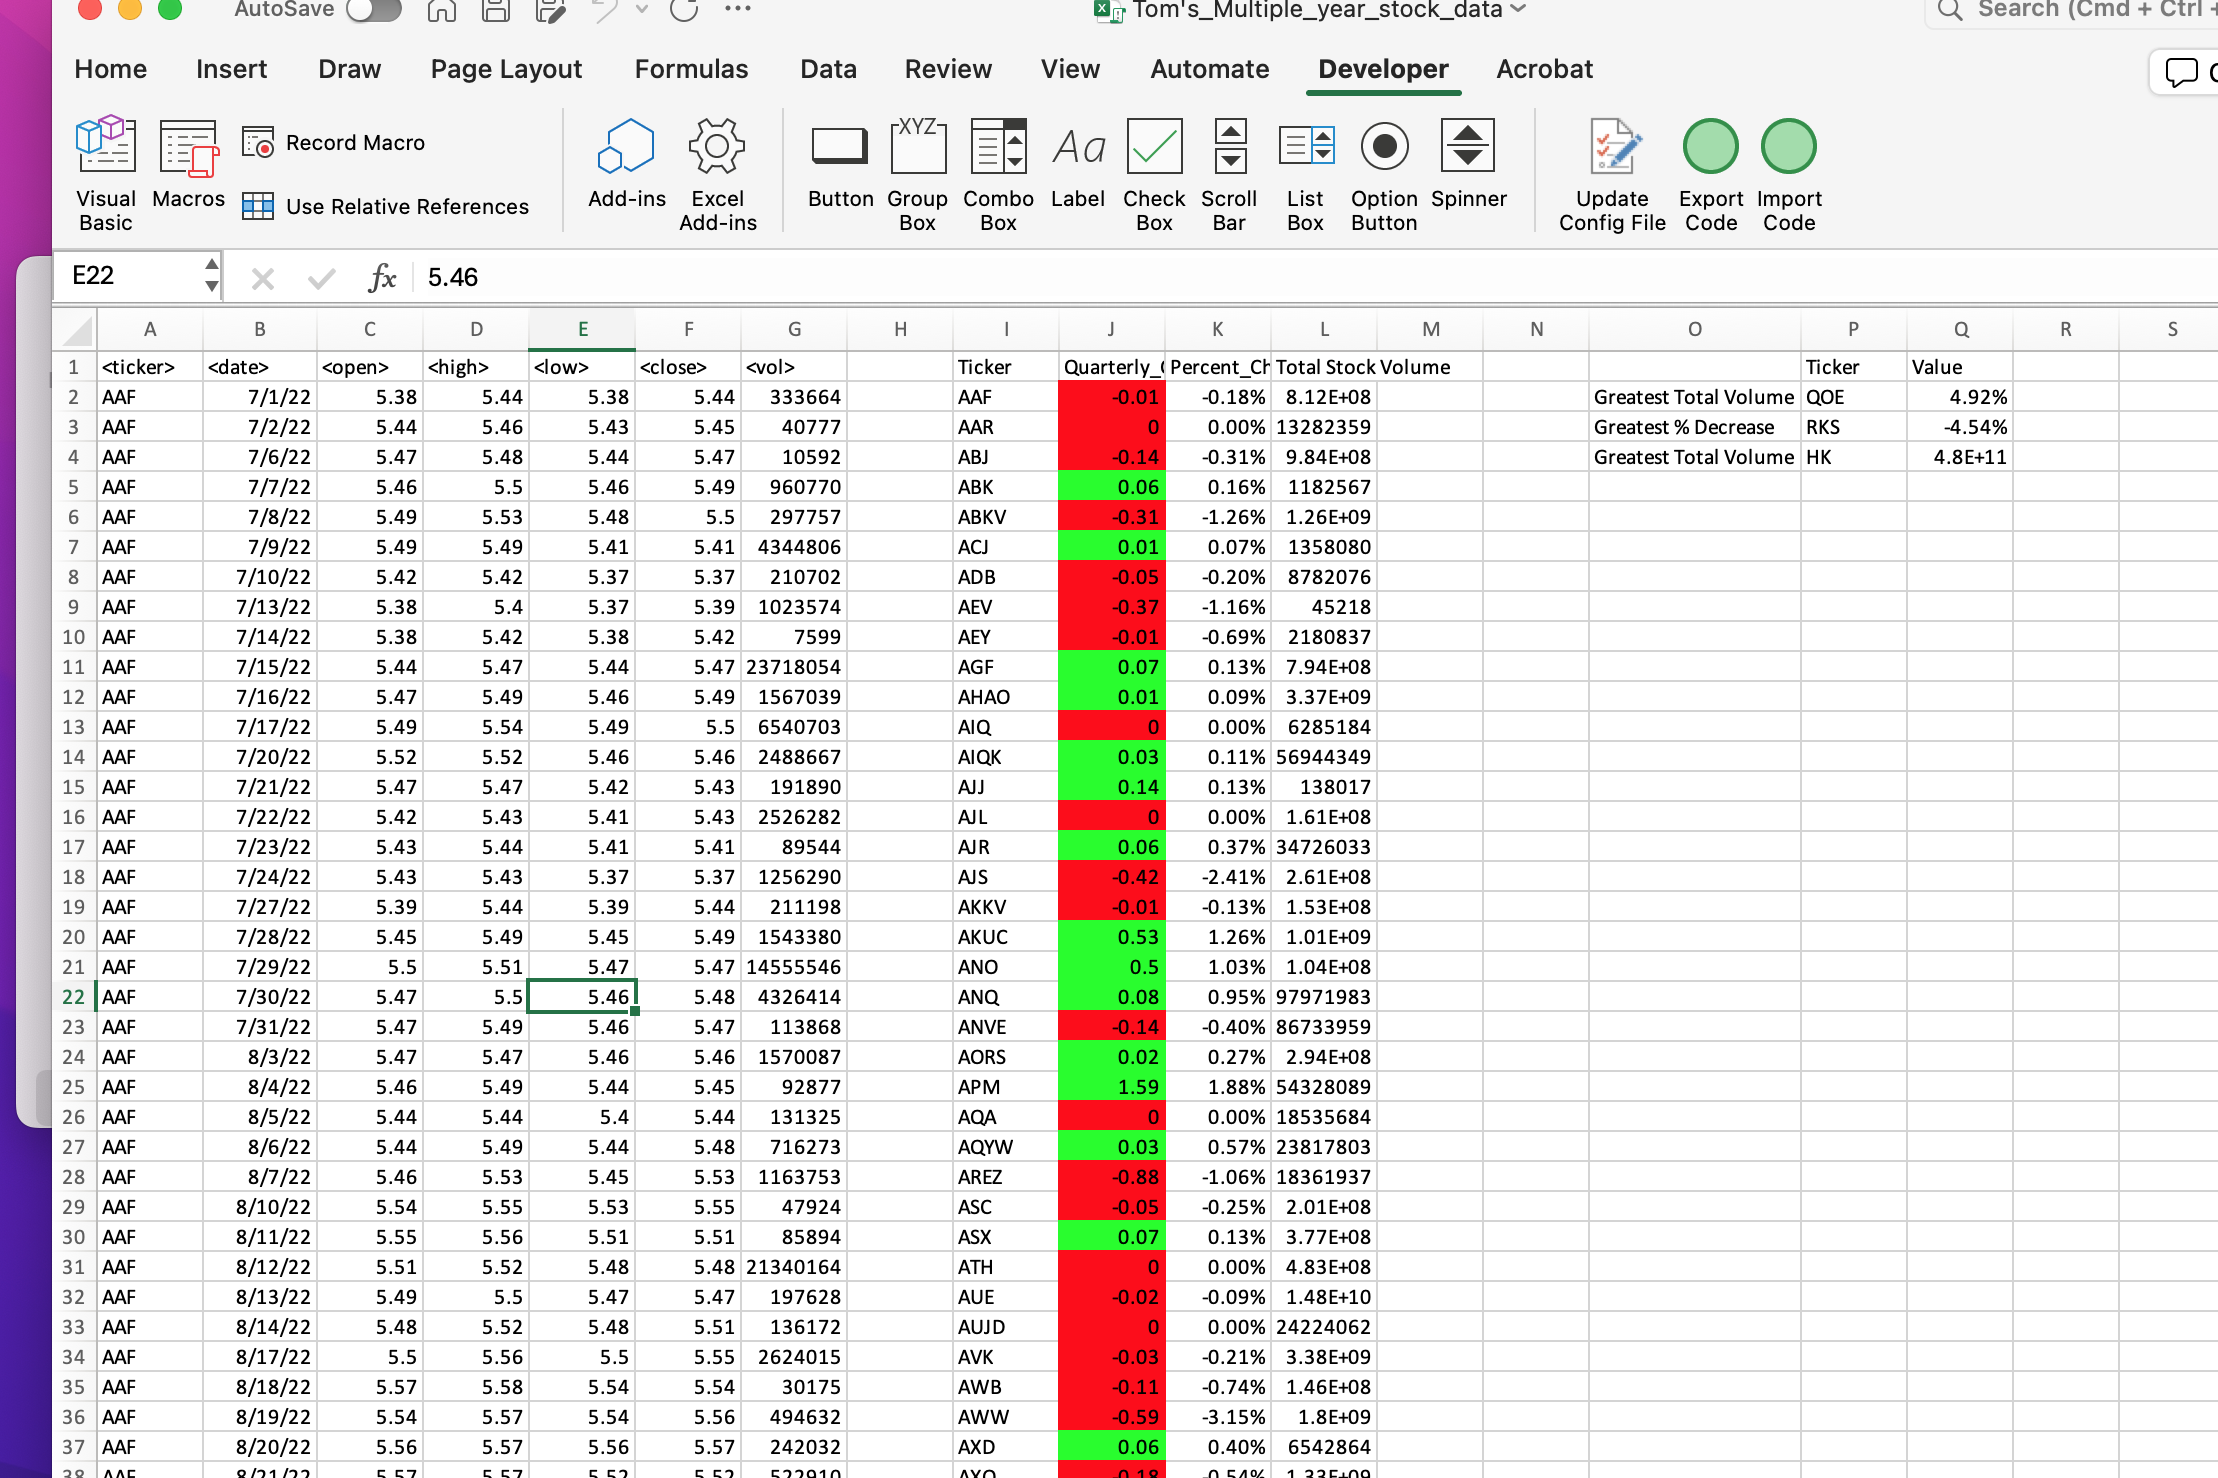 AutoSave Tom's_Multiple_year_stock_data Search (Cmd + Ctrl +
Home Insert Draw Page Layout Formulas Data Review View Automate Developer Acrobat
Visual Basic Macros Record Macro Use Relative References Add-ins Excel Add-ins Button Group Box Combo Box Label Check Box Scroll Bar List Box Option Button Spinner Update Config File Export Code Import Code
XYZ Aa
E22 fx 5.46
A B C D E F G H I J K L M N O P Q R S
1 <ticker> <date> <open> <high> <low> <close> <vol> Ticker Quarterly_ Percent_Ch Total Stock Volume Ticker Value
2 AAF 7/1/22 5.38 5.44 5.38 5.44 333664 AAF -0.01 -0.18% 8.12E+08 Greatest Total Volume QOE 4.92%
3 AAF 7/2/22 5.44 5.46 5.43 5.45 40777 AAR 0 0.00% 13282359 Greatest % Decrease RKS -4.54%
4 AAF 7/6/22 5.47 5.48 5.44 5.47 10592 ABJ -0.14 -0.31% 9.84E+08 Greatest Total Volume HK 4.8E+11
5 AAF 7/7/22 5.46 5.5 5.46 5.49 960770 ABK 0.06 0.16% 1182567
6 AAF 7/8/22 5.49 5.53 5.48 5.5 297757 ABKV -0.31 -1.26% 1.26E+09
7 AAF 7/9/22 5.49 5.49 5.41 5.41 4344806 ACJ 0.01 0.07% 1358080
8 AAF 7/10/22 5.42 5.42 5.37 5.37 210702 ADB -0.05 -0.20% 8782076
9 AAF 7/13/22 5.38 5.4 5.37 5.39 1023574 AEV -0.37 -1.16% 45218
10 AAF 7/14/22 5.38 5.42 5.38 5.42 7599 AEY -0.01 -0.69% 2180837
11 AAF 7/15/22 5.44 5.47 5.44 5.47 23718054 AGF 0.07 0.13% 7.94E+08
12 AAF 7/16/22 5.47 5.49 5.46 5.49 1567039 AHAO 0.01 0.09% 3.37E+09
13 AAF 7/17/22 5.49 5.54 5.49 5.5 6540703 AIQ 0 0.00% 6285184
14 AAF 7/20/22 5.52 5.52 5.46 5.46 2488667 AIQK 0.03 0.11% 56944349
15 AAF 7/21/22 5.47 5.47 5.42 5.43 191890 AJJ 0.14 0.13% 138017
16 AAF 7/22/22 5.42 5.43 5.41 5.43 2526282 AJL 0 0.00% 1.61E+08
17 AAF 7/23/22 5.43 5.44 5.41 5.41 89544 AJR 0.06 0.37% 34726033
18 AAF 7/24/22 5.43 5.43 5.37 5.37 1256290 AJS -0.42 -2.41% 2.61E+08
19 AAF 7/27/22 5.39 5.44 5.39 5.44 211198 AKKV -0.01 -0.13% 1.53E+08
20 AAF 7/28/22 5.45 5.49 5.45 5.49 1543380 AKUC 0.53 1.26% 1.01E+09
21 AAF 7/29/22 5.5 5.51 5.47 5.47 14555546 ANO 0.5 1.03% 1.04E+08
22 AAF 7/30/22 5.47 5.5 5.46 5.48 4326414 ANQ 0.08 0.95% 97971983
23 AAF 7/31/22 5.47 5.49 5.46 5.47 113868 ANVE -0.14 -0.40% 86733959
24 AAF 8/3/22 5.47 5.47 5.46 5.46 1570087 AORS 0.02 0.27% 2.94E+08
25 AAF 8/4/22 5.46 5.49 5.44 5.45 92877 APM 1.59 1.88% 54328089
26 AAF 8/5/22 5.44 5.44 5.4 5.44 131325 AQA 0 0.00% 18535684
27 AAF 8/6/22 5.44 5.49 5.44 5.48 716273 AQYW 0.03 0.57% 23817803
28 AAF 8/7/22 5.46 5.53 5.45 5.53 1163753 AREZ -0.88 -1.06% 18361937
29 AAF 8/10/22 5.54 5.55 5.53 5.55 47924 ASC -0.05 -0.25% 2.01E+08
30 AAF 8/11/22 5.55 5.56 5.51 5.51 85894 ASX 0.07 0.13% 3.77E+08
31 AAF 8/12/22 5.51 5.52 5.48 5.48 21340164 ATH 0 0.00% 4.83E+08
32 AAF 8/13/22 5.49 5.5 5.47 5.47 197628 AUE -0.02 -0.09% 1.48E+10
33 AAF 8/14/22 5.48 5.52 5.48 5.51 136172 AUJD 0 0.00% 24224062
34 AAF 8/17/22 5.5 5.56 5.5 5.55 2624015 AVK -0.03 -0.21% 3.38E+09
35 AAF 8/18/22 5.57 5.58 5.54 5.54 30175 AWB -0.11 -0.74% 1.46E+08
36 AAF 8/19/22 5.54 5.57 5.54 5.56 494632 AWW -0.59 -3.15% 1.8E+09
37 AAF 8/20/22 5.56 5.57 5.56 5.57 242032 AXD 0.06 0.40% 6542864
38 AAF 8/21/22 5.57 5.57 5.52 5.52 522910 -0.18 -0.54% 1.33E+09